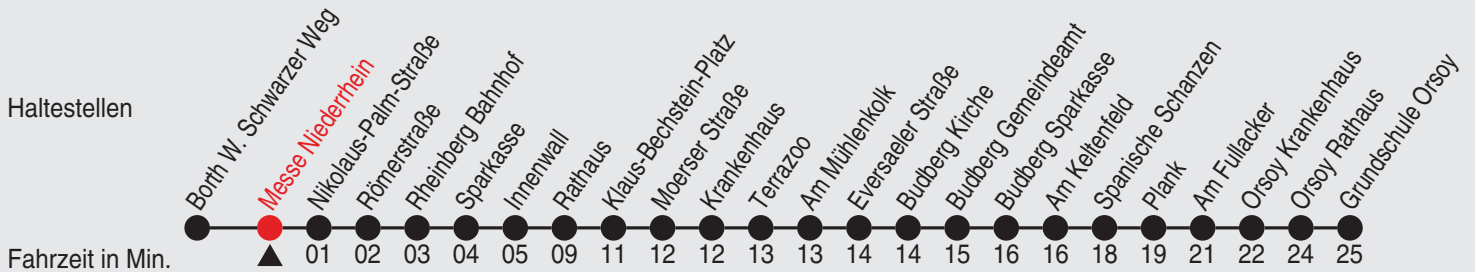 Haltestellen
Borth W. Schwarzer Weg
Messe Niederrhein
Nikolaus-Palm-Straße
Römerstraße
Rheinberg Bahnhof
Sparkasse
Innenwall
Rathaus
Klaus-Bechstein-Platz
Moerser Straße
Krankenhaus
Terrazoo
Am Mühlenkolk
Eversaeler Straße
Budberg Kirche
Budberg Gemeindeamt
Budberg Sparkasse
Am Keltenfeld
Spanische Schanzen
Plank
Am Fullacker
Orsoy Krankenhaus
Orsoy Rathaus
Grundschule Orsoy
Fahrzeit in Min. 01 02 03 04 05 09 11 12 12 13 13 14 14 15 16 16 18 19 21 22 24 25